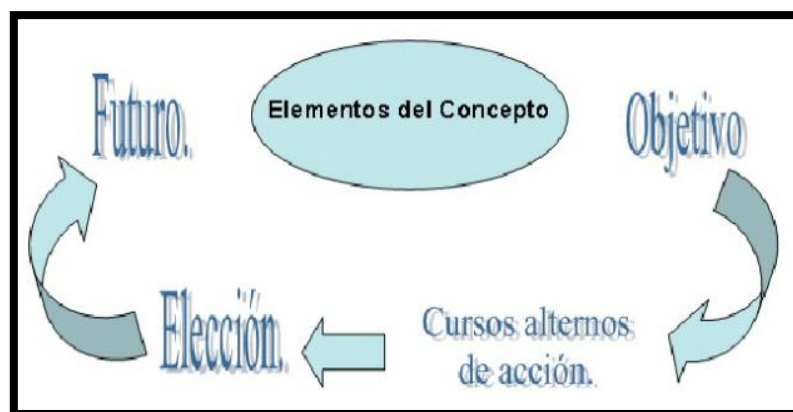 Elementos del Concepto
Futuro.
Objetivo
Elección.
Cursos alternos
de acción.